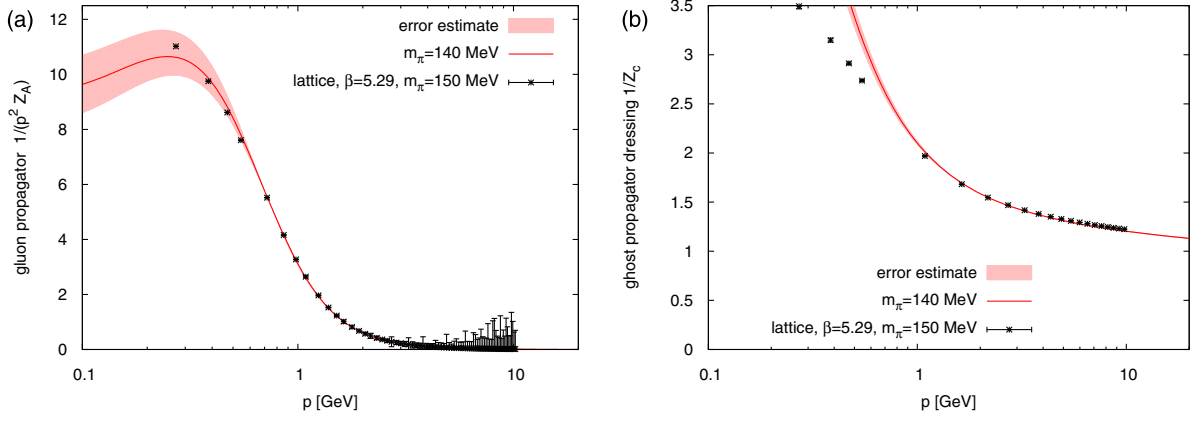 (a)
gluon propagator 1/(p² Z_A)
12
10
8
6
4
2
0
error estimate
m_π=140 MeV
lattice, β=5.29, m_π=150 MeV
0.1
1
10
p [GeV]
(b)
ghost propagator dressing 1/Z_c
3.5
3
2.5
2
1.5
1
0.5
0
error estimate
m_π=140 MeV
lattice, β=5.29, m_π=150 MeV
0.1
1
10
p [GeV]